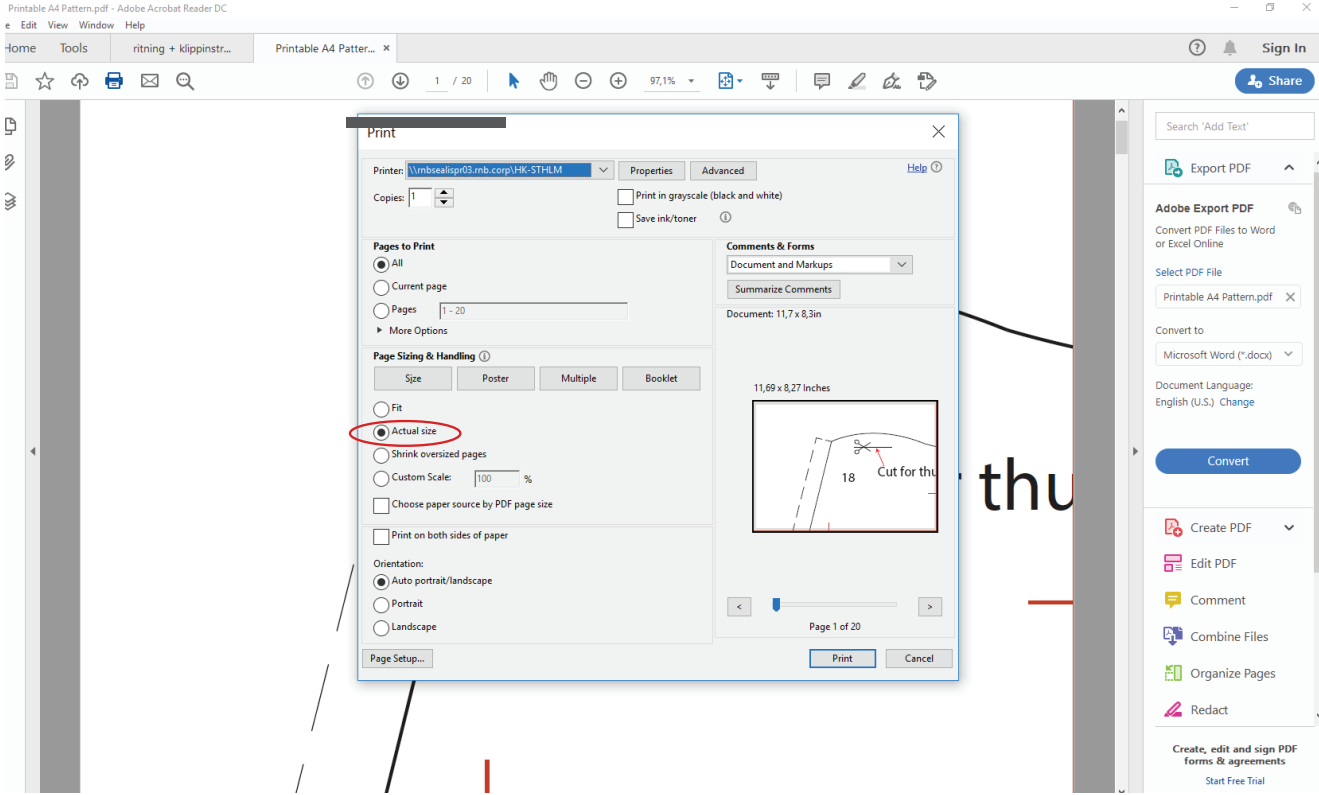 Printable A4 Pattern.pdf - Adobe Acrobat Reader DC
e Edit View Window Help
Home Tools ritning + klippinstr... Printable A4 Patter... × Sign In
1 / 20 97,1% Share
Print
Printer: \\rnbsealispr03.rnb.corp\HK-STHLM Properties Advanced Help
Copies: 1 Print in grayscale (black and white)
Save ink/toner
Pages to Print
All
Current page
Pages 1 - 20
More Options
Page Sizing & Handling
Size Poster Multiple Booklet
Fit
Actual size
Shrink oversized pages
Custom Scale: 100 %
Choose paper source by PDF page size
Print on both sides of paper
Orientation:
Auto portrait/landscape
Portrait
Landscape
Page Setup...
Comments & Forms
Document and Markups
Summarize Comments
Document: 11,7 x 8,3in
11,69 x 8,27 Inches
18 Cut for thu
< >
Page 1 of 20
Print Cancel
r thu
Search 'Add Text'
Export PDF
Adobe Export PDF
Convert PDF Files to Word
or Excel Online
Select PDF File
Printable A4 Pattern.pdf
Convert to
Microsoft Word (*.docx)
Document Language:
English (U.S.) Change
Convert
Create PDF
Edit PDF
Comment
Combine Files
Organize Pages
Redact
Create, edit and sign PDF
forms & agreements
Start Free Trial